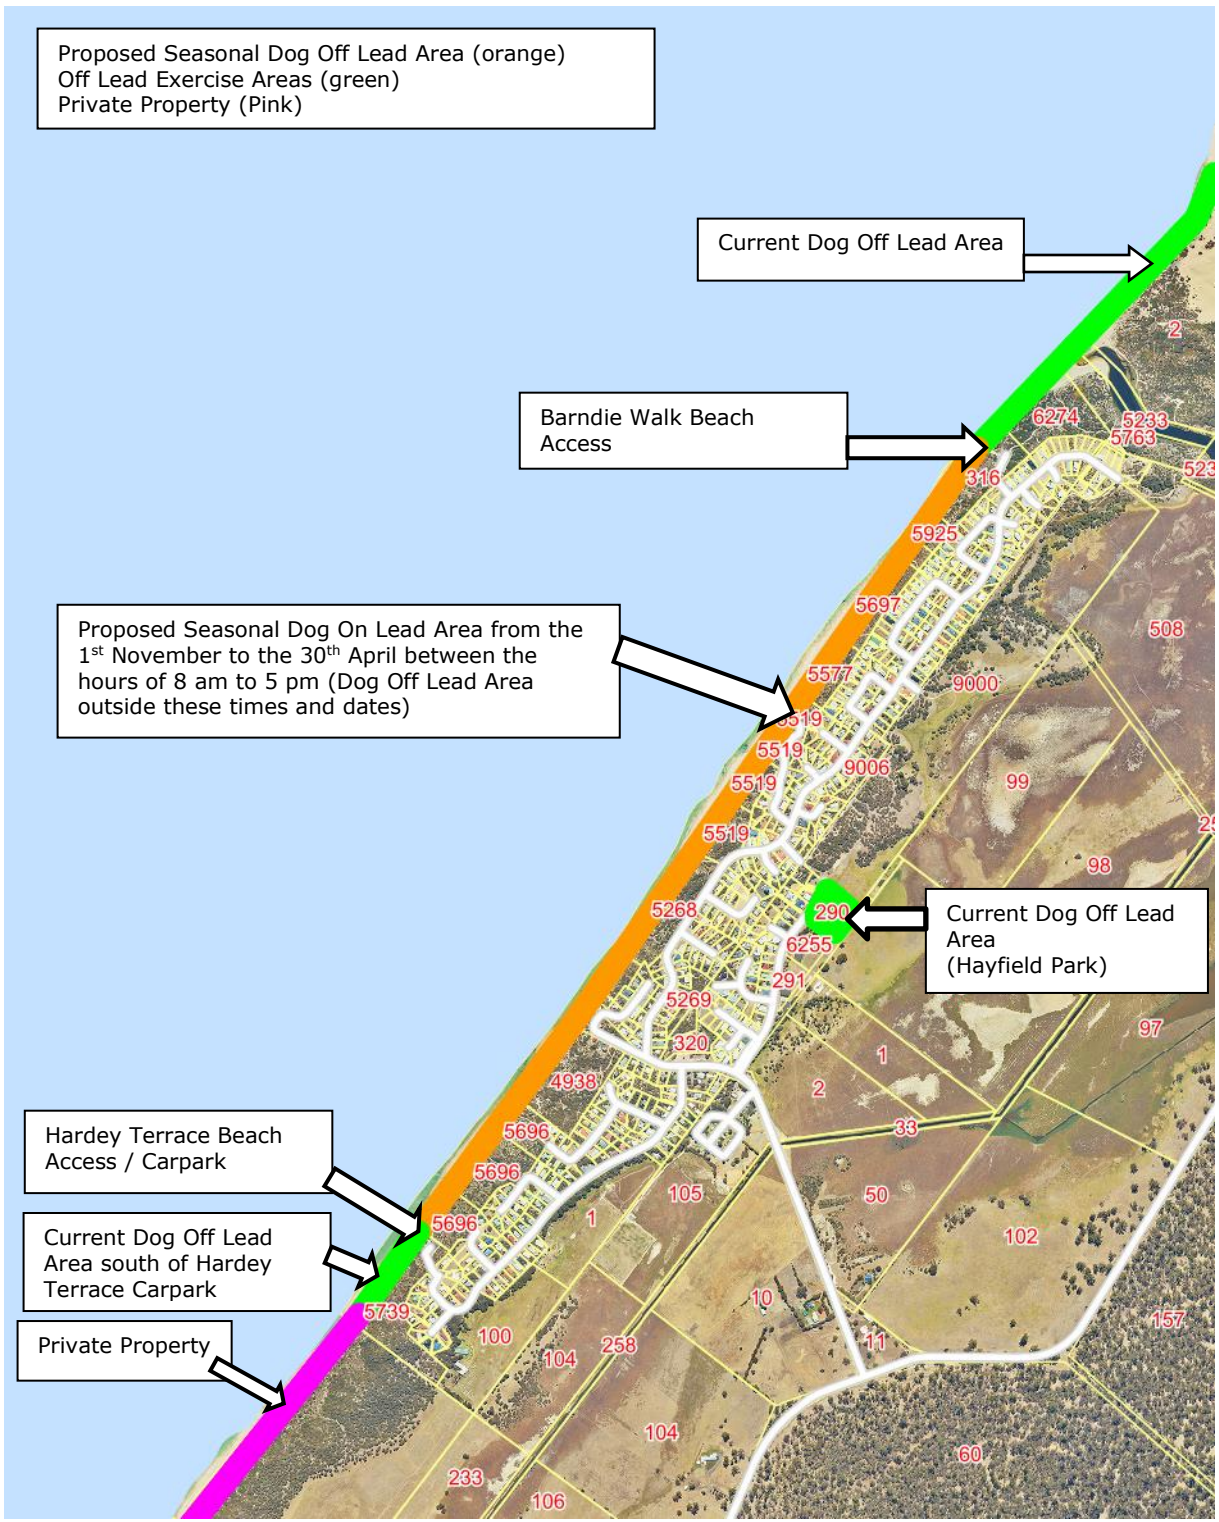 Proposed Seasonal Dog Off Lead Area (orange)
Off Lead Exercise Areas (green)
Private Property (Pink)
Current Dog Off Lead Area
2
Barndie Walk Beach
Access
6274
5233
5763
523
316
5925
5697
508
Proposed Seasonal Dog On Lead Area from the
1st November to the 30th April between the
hours of 8 am to 5 pm (Dog Off Lead Area
outside these times and dates)
5577
9000
5519
5519
9006
5519
99
5519
25
98
5268
290
Current Dog Off Lead
Area
(Hayfield Park)
6255
291
5269
97
320
1
4938
2
33
Hardey Terrace Beach
Access / Carpark
5696
5696
105
50
5696
1
102
Current Dog Off Lead
Area south of Hardey
Terrace Carpark
10
5739
100
258
11
157
Private Property
104
104
60
233
106